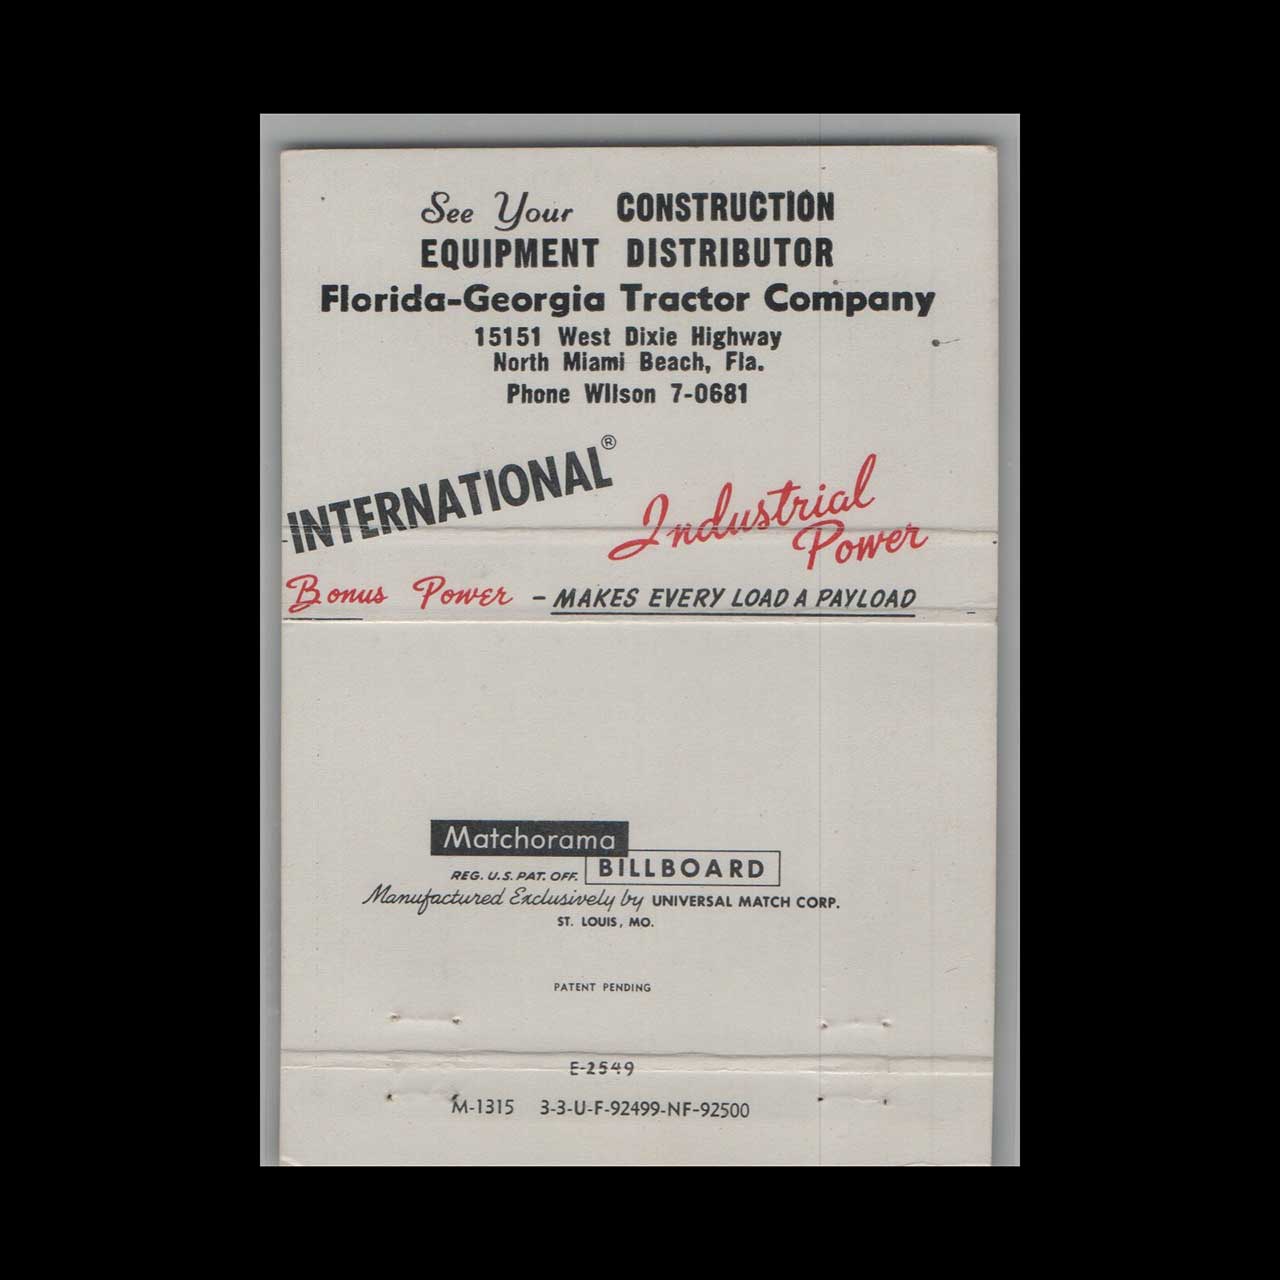 See Your CONSTRUCTION
EQUIPMENT DISTRIBUTOR
Florida-Georgia Tractor Company
15151 West Dixie Highway
North Miami Beach, Fla.
Phone WIlson 7-0681
INTERNATIONAL®
Industrial
Power
Bonus Power - MAKES EVERY LOAD A PAYLOAD
Matchorama
BILLBOARD
REG. U.S. PAT. OFF.
Manufactured Exclusively by UNIVERSAL MATCH CORP.
ST. LOUIS, MO.
PATENT PENDING
E-2549
M-1315 3-3-U-F-92499-NF-92500